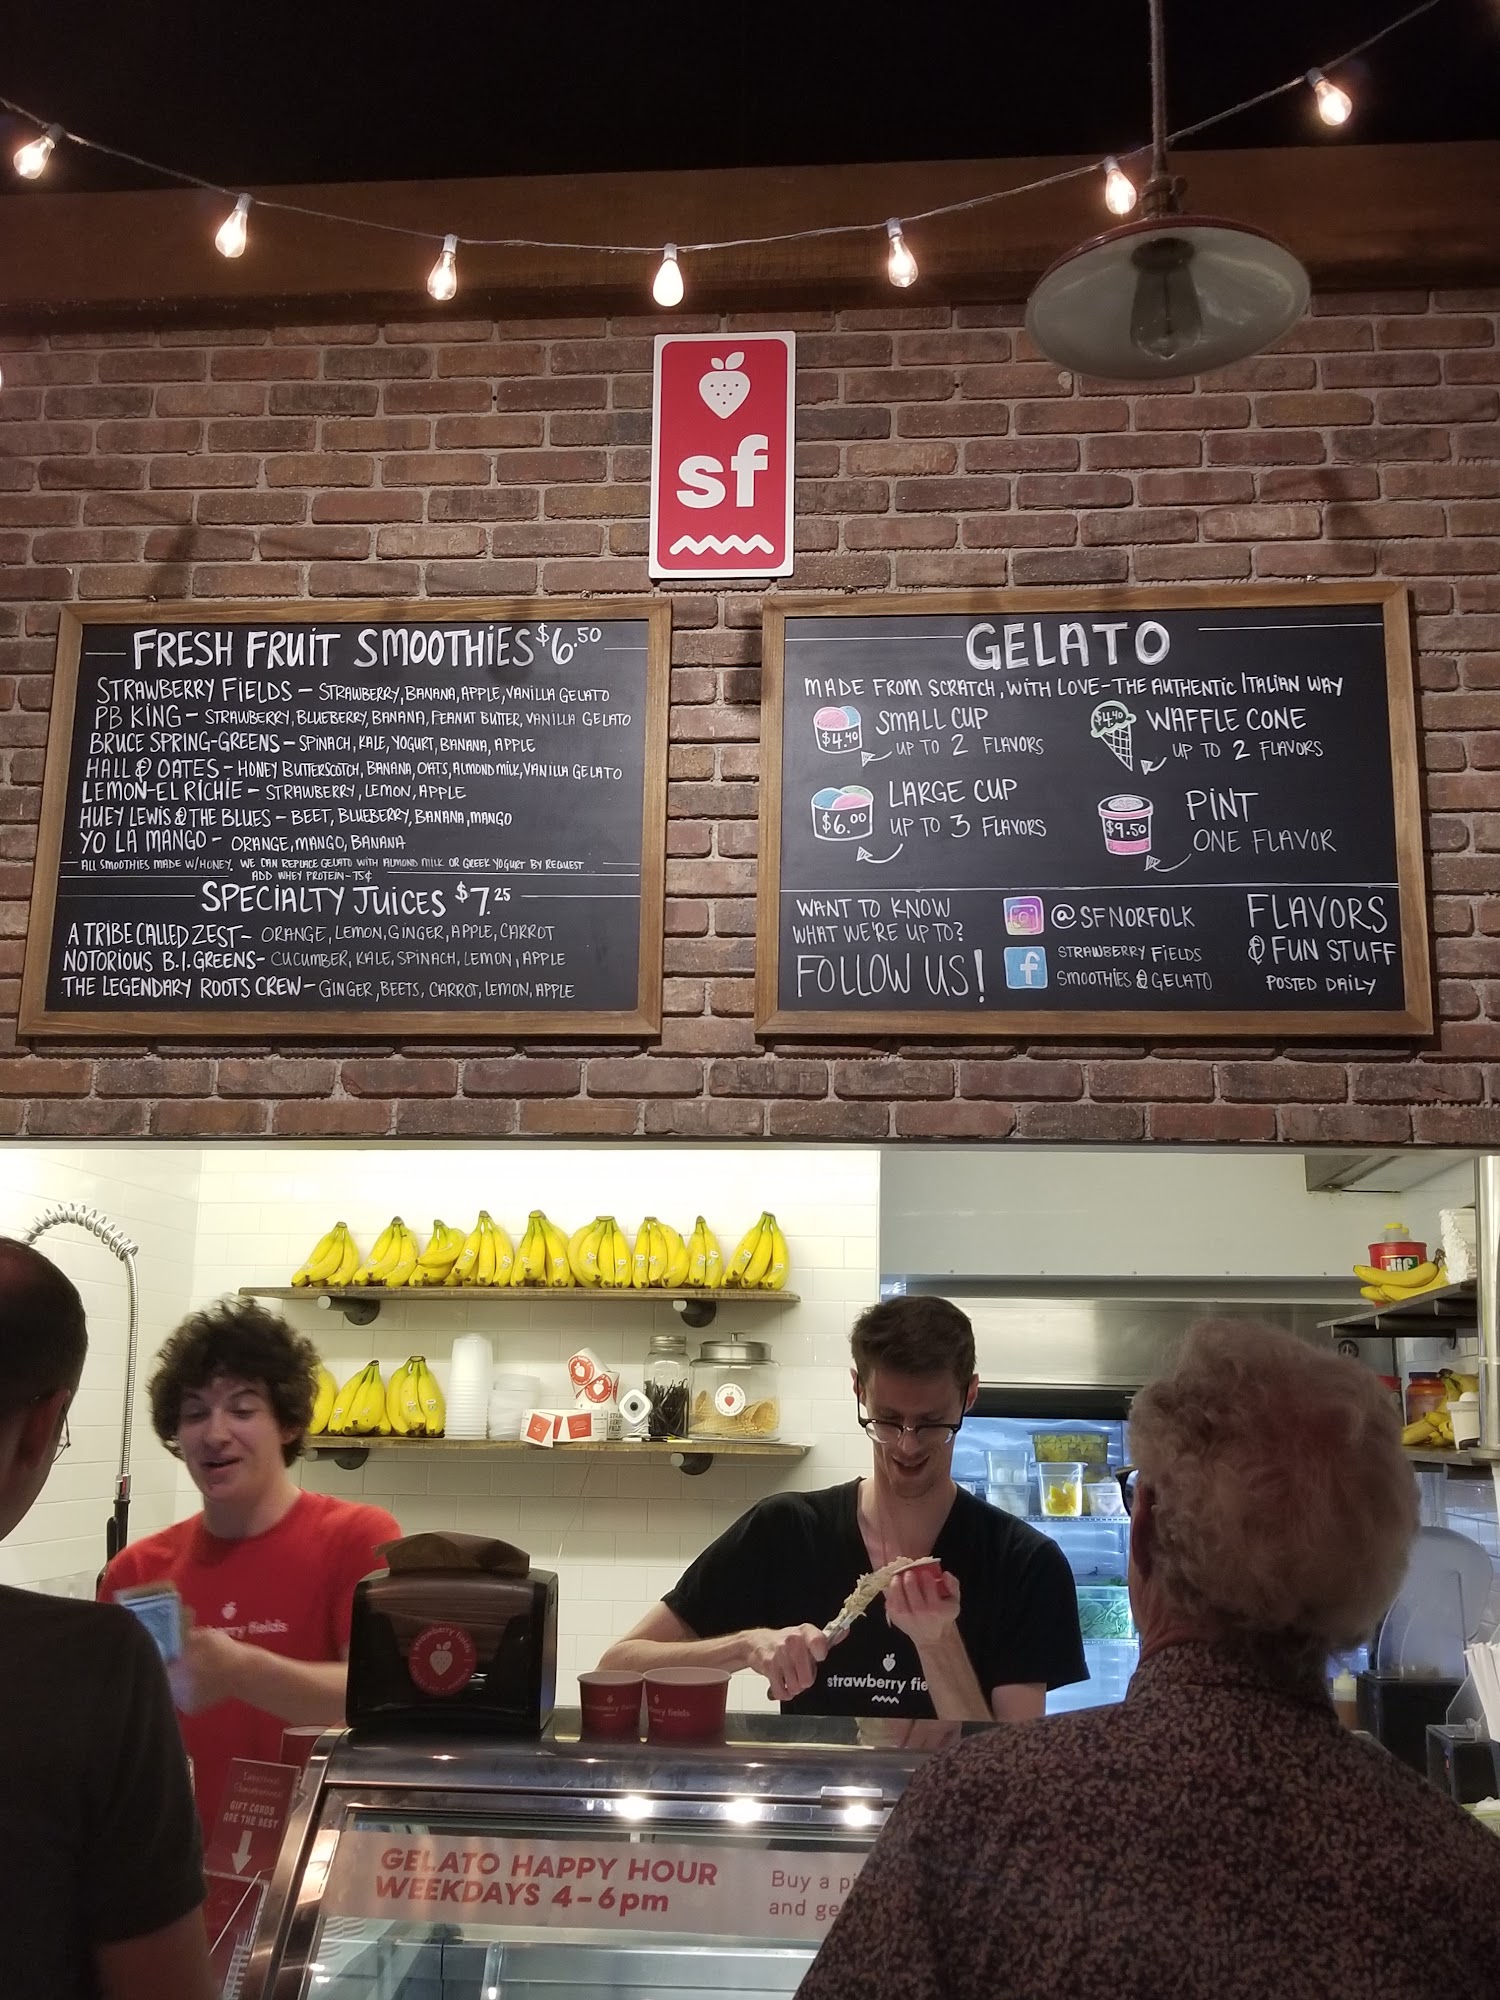 sf
FRESH FRUIT SMOOTHIES $6.50
STRAWBERRY FIELDS - STRAWBERRY, BANANA, APPLE, VANILLA GELATO
PB KING - STRAWBERRY, BLUEBERRY, BANANA, PEANUT BUTTER, VANILLA GELATO
BRUCE SPRING-GREENS - SPINACH, KALE, YOGURT, BANANA, APPLE
HALL & OATES - HONEY BUTTERSCOTCH, BANANA, OATS, ALMOND MILK, VANILLA GELATO
LEMON-EL RICHIE - STRAWBERRY, LEMON, APPLE
HUEY LEWIS & THE BLUES - BEET, BLUEBERRY, BANANA, MANGO
YO LA MANGO - ORANGE, MANGO, BANANA
ALL SMOOTHIES MADE W/HONEY. WE CAN REPLACE GELATO WITH ALMOND MILK OR GREEK YOGURT BY REQUEST
ADD WHEY PROTEIN - 75¢
SPECIALTY JUICES $7.25
A TRIBE CALLED ZEST - ORANGE, LEMON, GINGER, APPLE, CARROT
NOTORIOUS B.I. GREENS - CUCUMBER, KALE, SPINACH, LEMON, APPLE
THE LEGENDARY ROOTS CREW - GINGER, BEETS, CARROT, LEMON, APPLE
GELATO
MADE FROM SCRATCH, WITH LOVE - THE AUTHENTIC ITALIAN WAY
$4.40 SMALL CUP
UP TO 2 FLAVORS
$4.40 WAFFLE CONE
UP TO 2 FLAVORS
$6.00 LARGE CUP
UP TO 3 FLAVORS
$9.50 PINT
ONE FLAVOR
WANT TO KNOW
WHAT WE'RE UP TO?
FOLLOW US!
@SFNORFOLK
f STRAWBERRY FIELDS
SMOOTHIES & GELATO
FLAVORS
& FUN STUFF
POSTED DAILY
Jif
strawberry fie
rry fields
strawberry fields
GIFT CARDS
ARE THE BEST
GELATO HAPPY HOUR
WEEKDAYS 4-6pm
Buy a pi
and ge